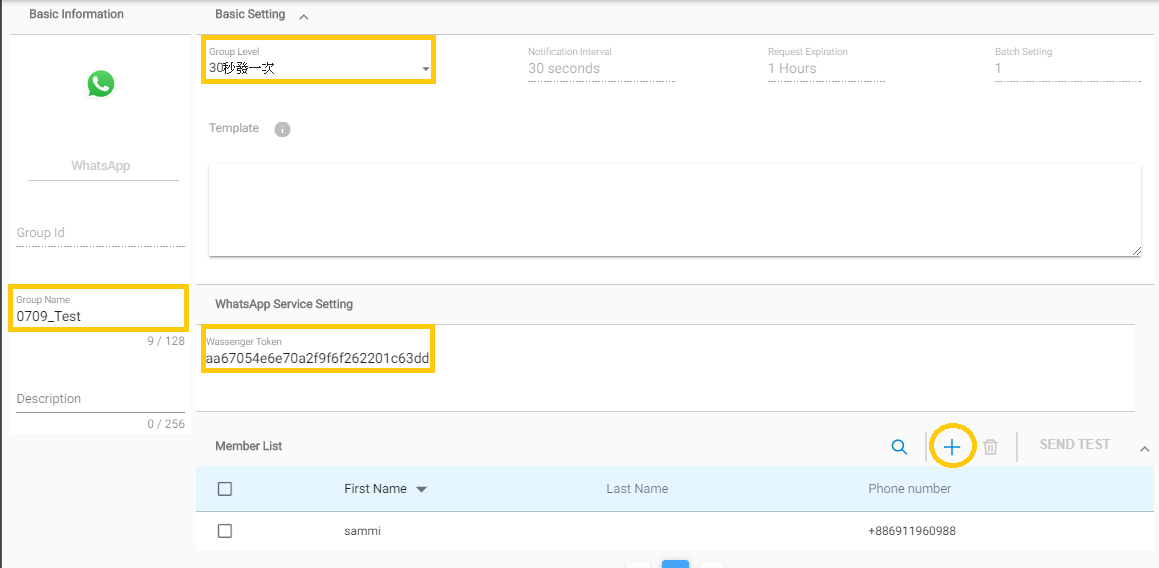 Basic Information
Basic Setting
Group Level
30秒發一次
Notification Interval
30 seconds
Request Expiration
1 Hours
Batch Setting
1
WhatsApp
Template
Group Id
Group Name
0709_Test
9 / 128
Description
0 / 256
WhatsApp Service Setting
Wassenger Token
aa67054e6e70a2f9f6f262201c63dd
Member List
SEND TEST
First Name
Last Name
Phone number
sammi
+886911960988